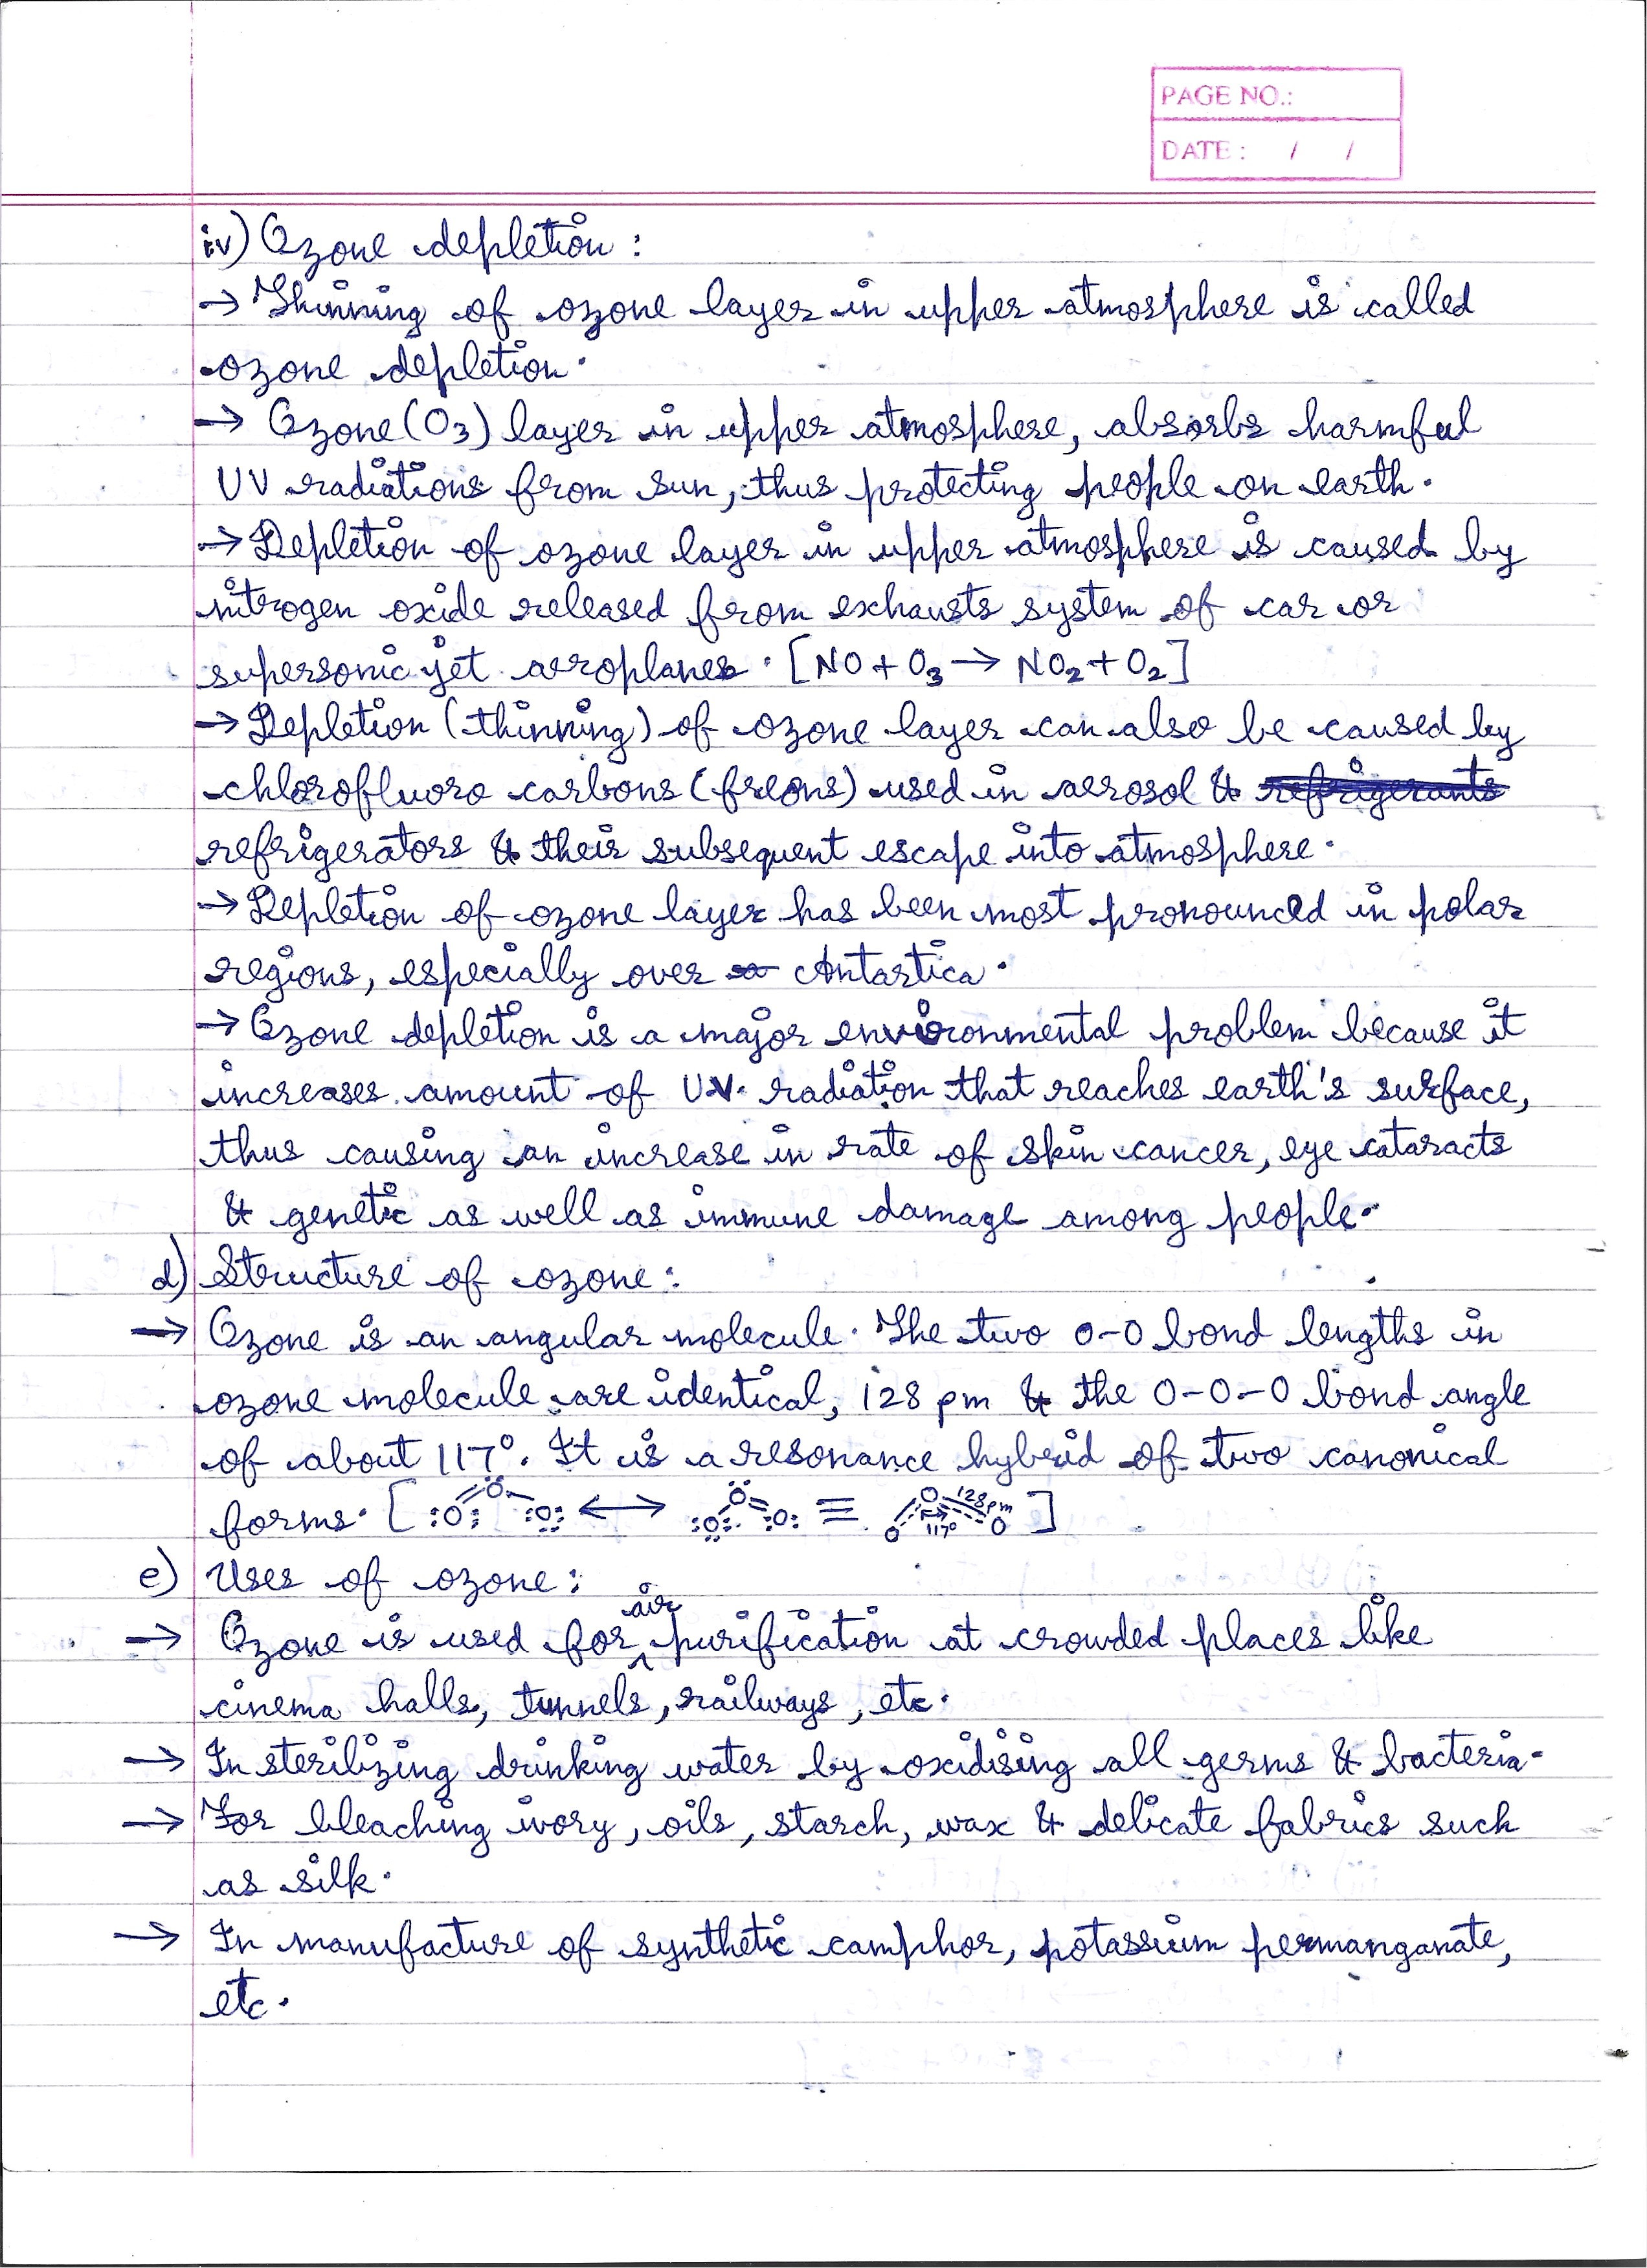 PAGE NO.:
DATE : / /
iv) Ozone depletion :
→ Thinning of ozone layer in upper atmosphere is called
ozone depletion.
→ Ozone (O₃) layer in upper atmosphere, absorbs harmful
UV radiations from sun, thus protecting people on earth.
→ Depletion of ozone layer in upper atmosphere is caused by
nitrogen oxide released from exhausts system of car or
supersonic jet aeroplanes. [NO + O₃ → NO₂ + O₂]
→ Depletion (thinning) of ozone layer can also be caused by
chlorofluoro carbons (freons) used in aerosol & refrigerants
refrigerators & their subsequent escape into atmosphere.
→ Depletion of ozone layer has been most pronounced in polar
regions, especially over Antartica.
→ Ozone depletion is a major environmental problem because it
increases amount of U.V. radiation that reaches earth's surface,
thus causing an increase in rate of skin cancer, eye cataracts
& genetic as well as immune damage among people.
d) Structure of ozone :
→ Ozone is an angular molecule. The two O-O bond lengths in
ozone molecule are identical, 128 pm & the O-O-O bond angle
of about 117°. It is a resonance hybrid of two canonical
forms. [ :O: O :O: ↔ :O: O :O: ≡ O O O 128pm 117° ]
e) Uses of ozone :
→ Ozone is used for air purification at crowded places like
cinema halls, tunnels, railways, etc.
→ In sterilizing drinking water by oxidising all germs & bacteria.
→ For bleaching ivory, oils, starch, wax & delicate fabrics such
as silk.
→ In manufacture of synthetic camphor, potassium permanganate,
etc.